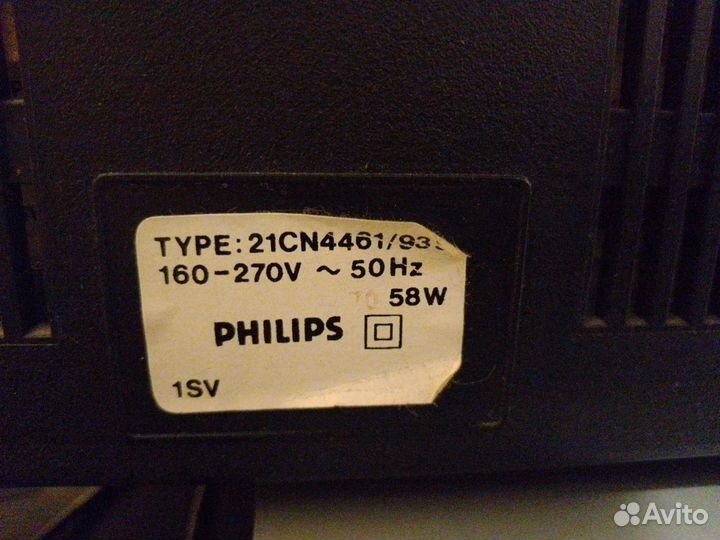 TYPE: 21CN4461/93
160-270V ~ 50Hz
58W
PHILIPS
1SV
Avito